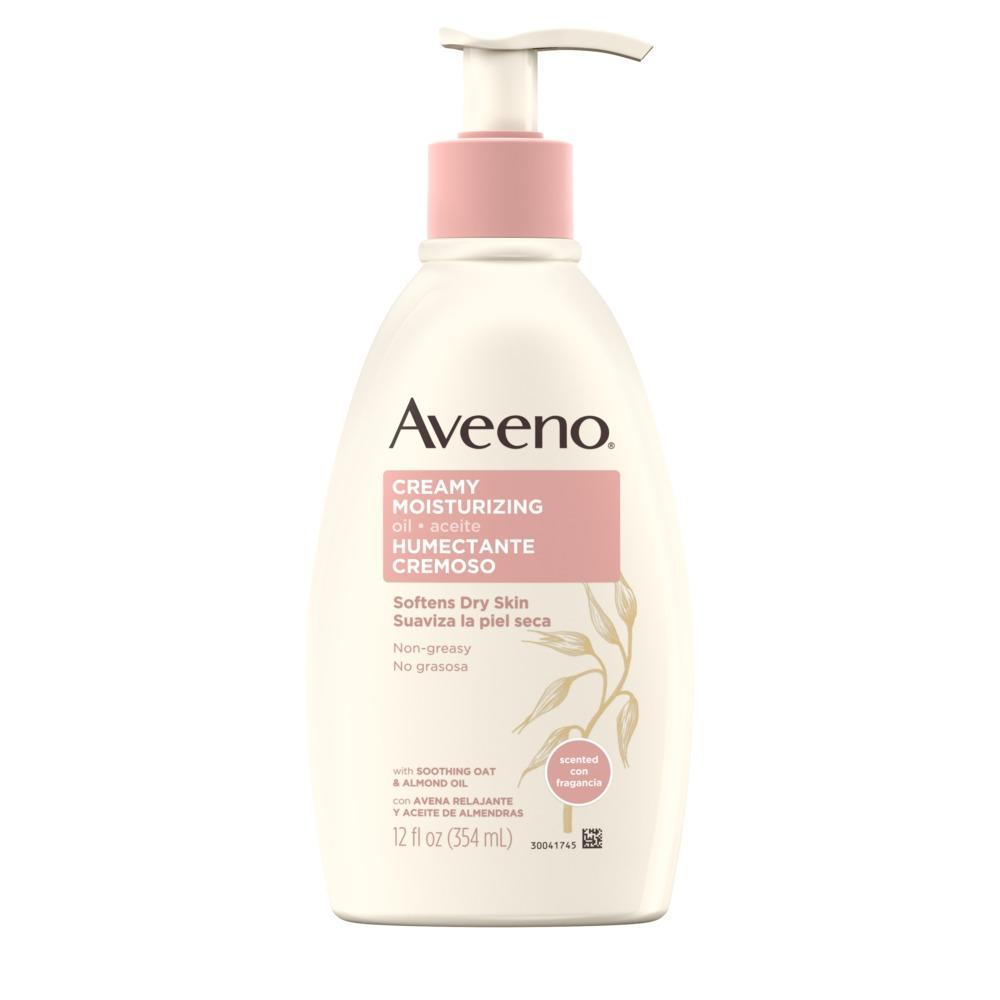 Aveeno®
CREAMY
MOISTURIZING
oil • aceite
HUMECTANTE
CREMOSO
Softens Dry Skin
Suaviza la piel seca
Non-greasy
No grasosa
with SOOTHING OAT
& ALMOND OIL
con AVENA RELAJANTE
Y ACEITE DE ALMENDRAS
12 fl oz (354 mL)
scented
con
fragancia
30041745